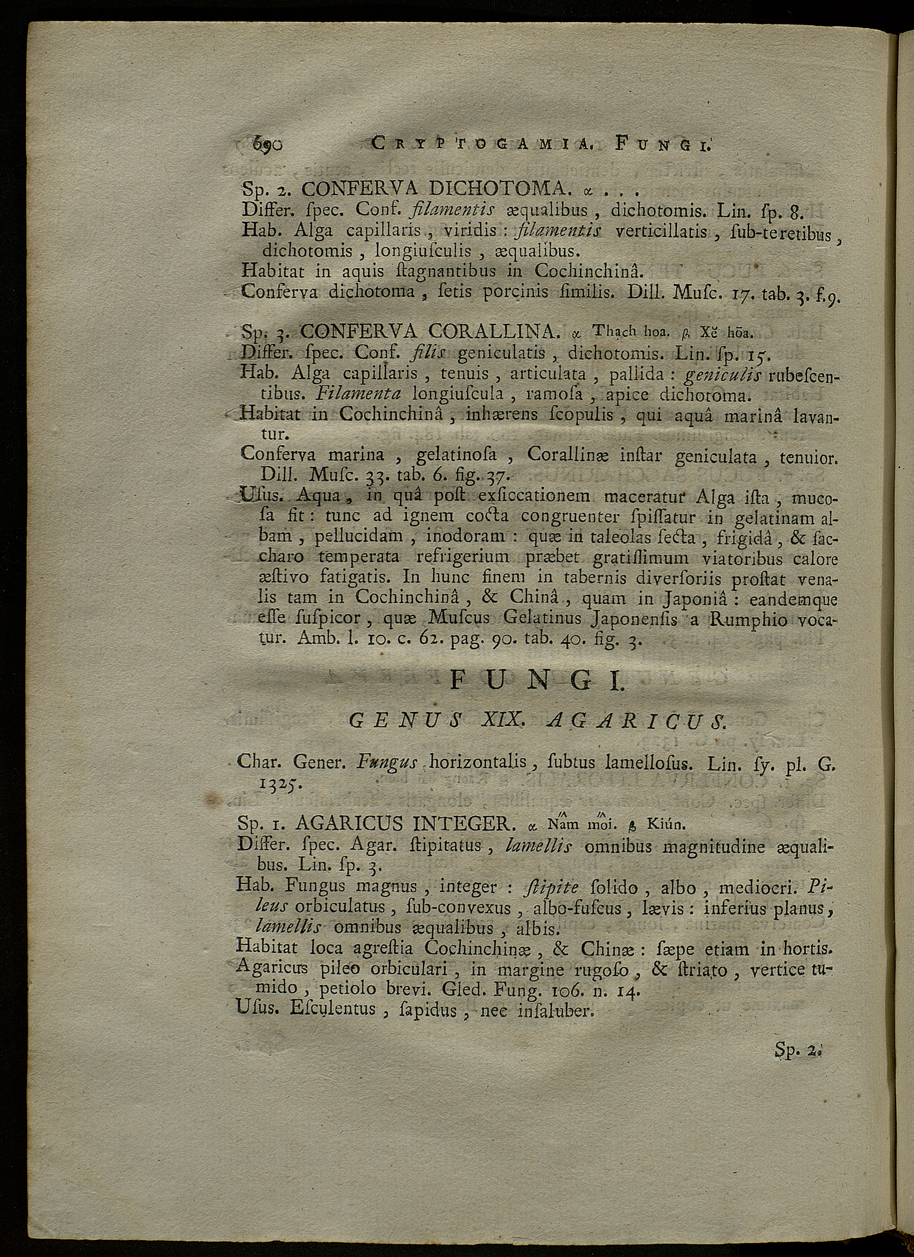 690 CRYPTOGAMIA. FUNGI.
Sp. 2. CONFERVA DICHOTOMA. α . . .
Differ. ſpec. Conf. filamentis æqualibus , dichotomis. Lin. ſp. 8.
Hab. Alga capillaris , viridis : filamentis verticillatis , ſub-teretibus ,
dichotomis , longiuſculis , æqualibus.
Habitat in aquis ſtagnantibus in Cochinchinâ.
Conferva dichotoma , ſetis porcinis ſimilis. Dill. Muſc. 17. tab. 3. f. 9.
Sp. 3. CONFERVA CORALLINA. α Thạch hoa. β Xĕ hōa.
Differ. ſpec. Conf. filis geniculatis , dichotomis. Lin. ſp. 15.
Hab. Alga capillaris , tenuis , articulata , pallida : geniculis rubeſcen-
tibus. Filamenta longiuſcula , ramoſa , apice dichotoma.
Habitat in Cochinchinâ , inhærens ſcopulis , qui aquâ marinâ lavan-
tur.
Conferva marina , gelatinoſa , Corallinæ inſtar geniculata , tenuior.
Dill. Muſc. 33. tab. 6. fig. 37.
Uſus. Aqua , in quâ poſt exſiccationem maceratur Alga iſta , muco-
ſa fit : tunc ad ignem cocta congruenter ſpiſſatur in gelatinam al-
bam , pellucidam , inodoram : quæ in taleolas ſecta , frigidâ , & ſac-
charo temperata refrigerium præbet gratiſſimum viatoribus calore
æſtivo fatigatis. In hunc finem in tabernis diverſoriis proſtat vena-
lis tam in Cochinchinâ , & Chinâ , quam in Japoniâ : eandemque
eſſe ſuſpicor , quæ Muſcus Gelatinus Japonenſis a Rumphio voca-
tur. Amb. l. 10. c. 62. pag. 90. tab. 40. fig. 3.
FUNGI.
GENUS XIX. AGARICUS.
Char. Gener. Fungus horizontalis , ſubtus lamelloſus. Lin. ſy. pl. G.
1325.
Sp. 1. AGARICUS INTEGER. α Nấm mối. β Kiún.
Differ. ſpec. Agar. ſtipitatus , lamellis omnibus magnitudine æquali-
bus. Lin. ſp. 3.
Hab. Fungus magnus , integer : ſtipite ſolido , albo , mediocri. Pi-
leus orbiculatus , ſub-convexus , albo-fuſcus , lævis : inferius planus ,
lamellis omnibus æqualibus , albis.
Habitat loca agreſtia Cochinchinæ , & Chinæ : ſæpe etiam in hortis.
Agaricus pileo orbiculari , in margine rugoſo , & ſtriato , vertice tu-
mido , petiolo brevi. Gled. Fung. 106. n. 14.
Uſus. Eſculentus , ſapidus , nec inſaluber.
Sp. 2.